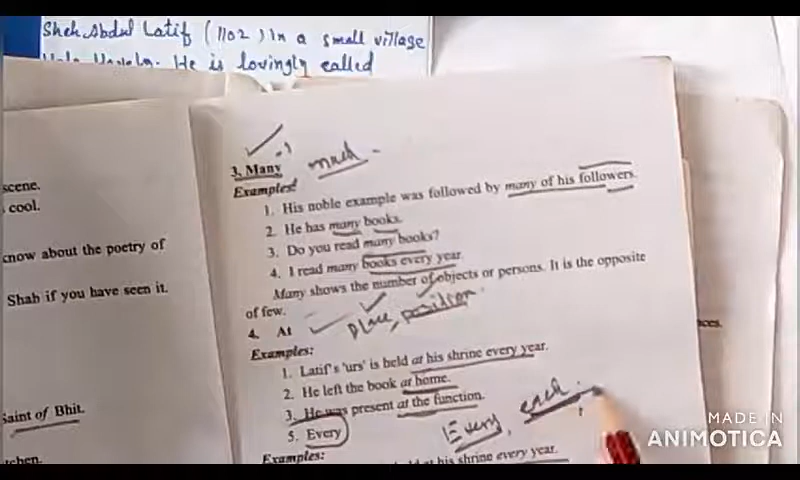 Shah Abdul Latif (1102) In a small village
He is lovingly called
scene.
cool.
know about the poetry of
Shah if you have seen it.
Saint of Bhit.
3. Many much.
Examples:
1. His noble example was followed by many of his followers.
2. He has many books.
3. Do you read many books?
4. I read many books every year.
Many shows the number of objects or persons. It is the opposite
of few.
4. At Place, position.
Examples:
1. Latif's 'urs' is held at his shrine every year.
2. He left the book at home.
3. He was present at the function.
5. Every Every, each.
Examples:
at his shrine every year.
MADE IN
ANIMOTICA